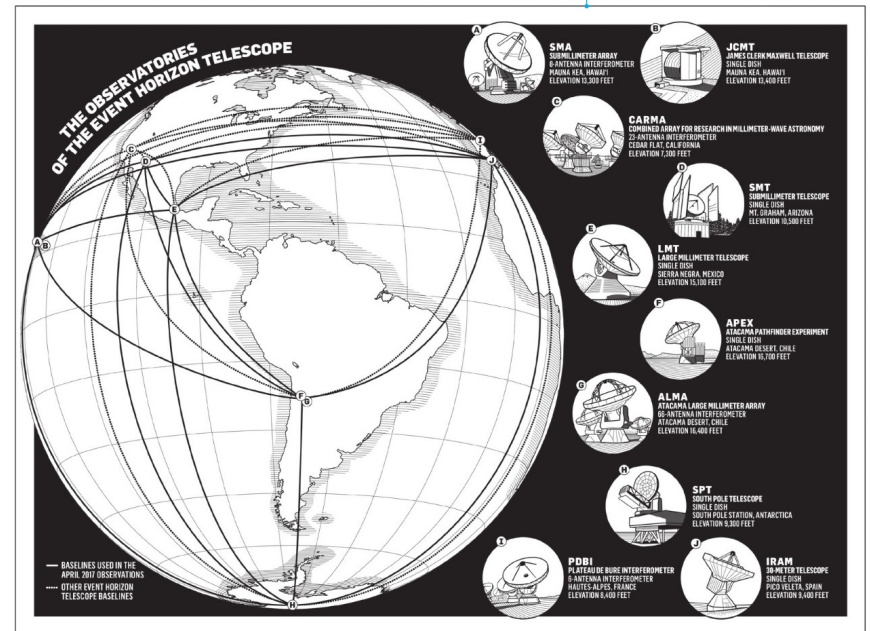 THE OBSERVATORIES
OF THE EVENT HORIZON TELESCOPE
A
SMA
SUBMILLIMETER ARRAY
8-ANTENNA INTERFEROMETER
MAUNA KEA, HAWAI'I
ELEVATION 13,300 FEET
B
JCMT
JAMES CLERK MAXWELL TELESCOPE
SINGLE DISH
MAUNA KEA, HAWAI'I
ELEVATION 13,400 FEET
C
CARMA
COMBINED ARRAY FOR RESEARCH IN MILLIMETER-WAVE ASTRONOMY
23-ANTENNA INTERFEROMETER
CEDAR FLAT, CALIFORNIA
ELEVATION 7,300 FEET
D
SMT
SUBMILLIMETER TELESCOPE
SINGLE DISH
MT. GRAHAM, ARIZONA
ELEVATION 10,500 FEET
E
LMT
LARGE MILLIMETER TELESCOPE
SINGLE DISH
SIERRA NEGRA, MEXICO
ELEVATION 15,100 FEET
F
APEX
ATACAMA PATHFINDER EXPERIMENT
SINGLE DISH
ATACAMA DESERT, CHILE
ELEVATION 16,700 FEET
G
ALMA
ATACAMA LARGE MILLIMETER ARRAY
66-ANTENNA INTERFEROMETER
ATACAMA DESERT, CHILE
ELEVATION 16,400 FEET
H
SPT
SOUTH POLE TELESCOPE
SINGLE DISH
SOUTH POLE STATION, ANTARCTICA
ELEVATION 9,300 FEET
I
PDBI
PLATEAU DE BURE INTERFEROMETER
6-ANTENNA INTERFEROMETER
HAUTES-ALPES, FRANCE
ELEVATION 8,400 FEET
J
IRAM
30-METER TELESCOPE
SINGLE DISH
PICO VELETA, SPAIN
ELEVATION 9,400 FEET
C
D
I
J
E
A
B
F
G
H
BASELINES USED IN THE
APRIL 2017 OBSERVATIONS
OTHER EVENT HORIZON
TELESCOPE BASELINES